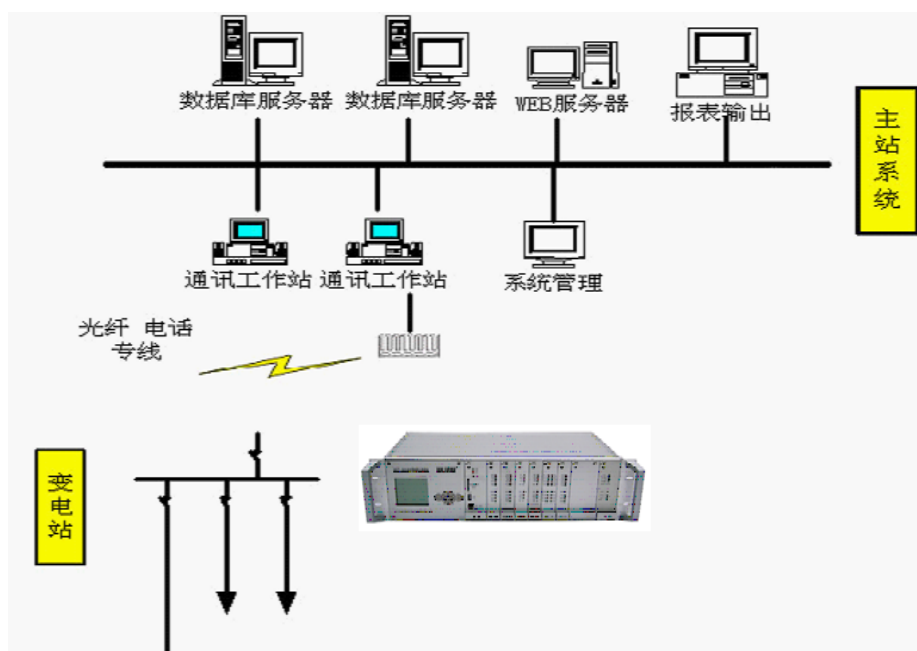 数据库服务器
数据库服务器
WEB服务器
报表输出
主站系统
通讯工作站
通讯工作站
系统管理
光纤 电话
专线
变电站